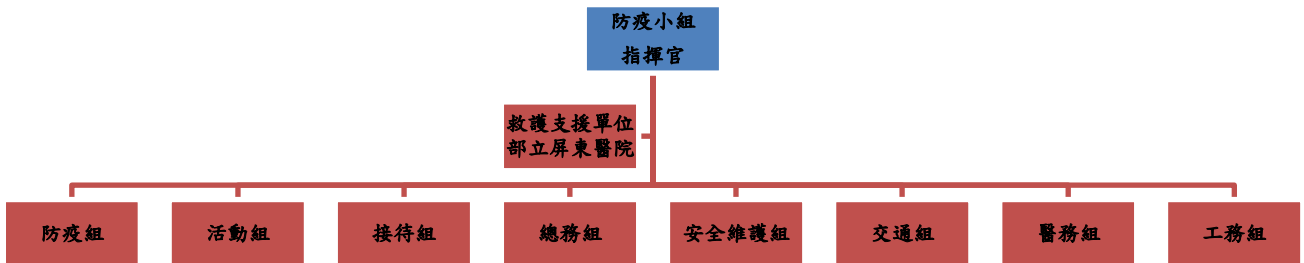 防疫小組
指揮官
救護支援單位
部立屏東醫院
防疫組
活動組
接待組
總務組
安全維護組
交通組
醫務組
工務組